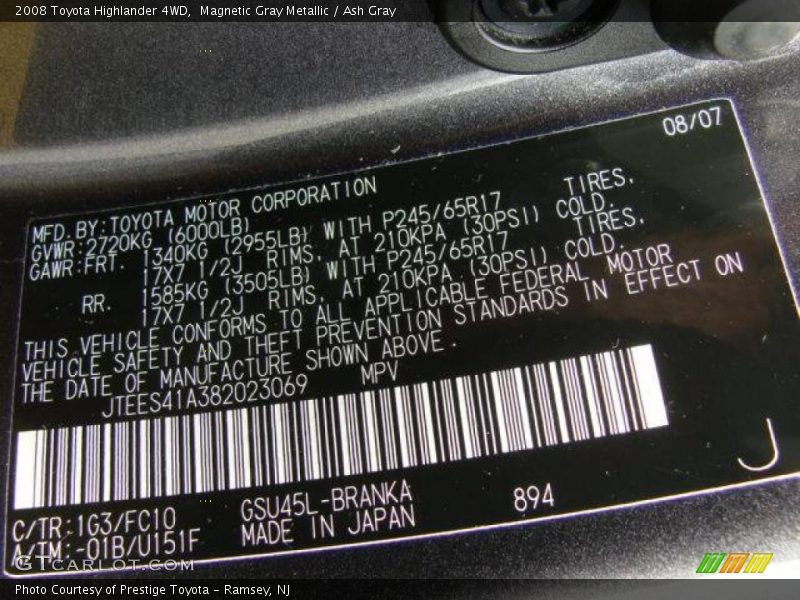 2008 Toyota Highlander 4WD,  Magnetic Gray Metallic / Ash Gray
08/07
MFD. BY: TOYOTA MOTOR CORPORATION
GVWR: 2720KG (6000LB)
GAWR: FRT. 1340KG (2955LB) WITH P245/65R17 TIRES,
17X7 1/2J RIMS, AT 210KPA (30PSI) COLD.
RR. 1585KG (3505LB) WITH P245/65R17 TIRES,
17X7 1/2J RIMS, AT 210KPA (30PSI) COLD.
THIS VEHICLE CONFORMS TO ALL APPLICABLE FEDERAL MOTOR
VEHICLE SAFETY AND THEFT PREVENTION STANDARDS IN EFFECT ON
THE DATE OF MANUFACTURE SHOWN ABOVE.
JTEES41A382023069 MPV
C/TR: 1G3/FC10 GSU45L-BRANKA 894 J
A/TM: -01B/U151F MADE IN JAPAN
GTCARLOT.COM
Photo Courtesy of Prestige Toyota - Ramsey, NJ